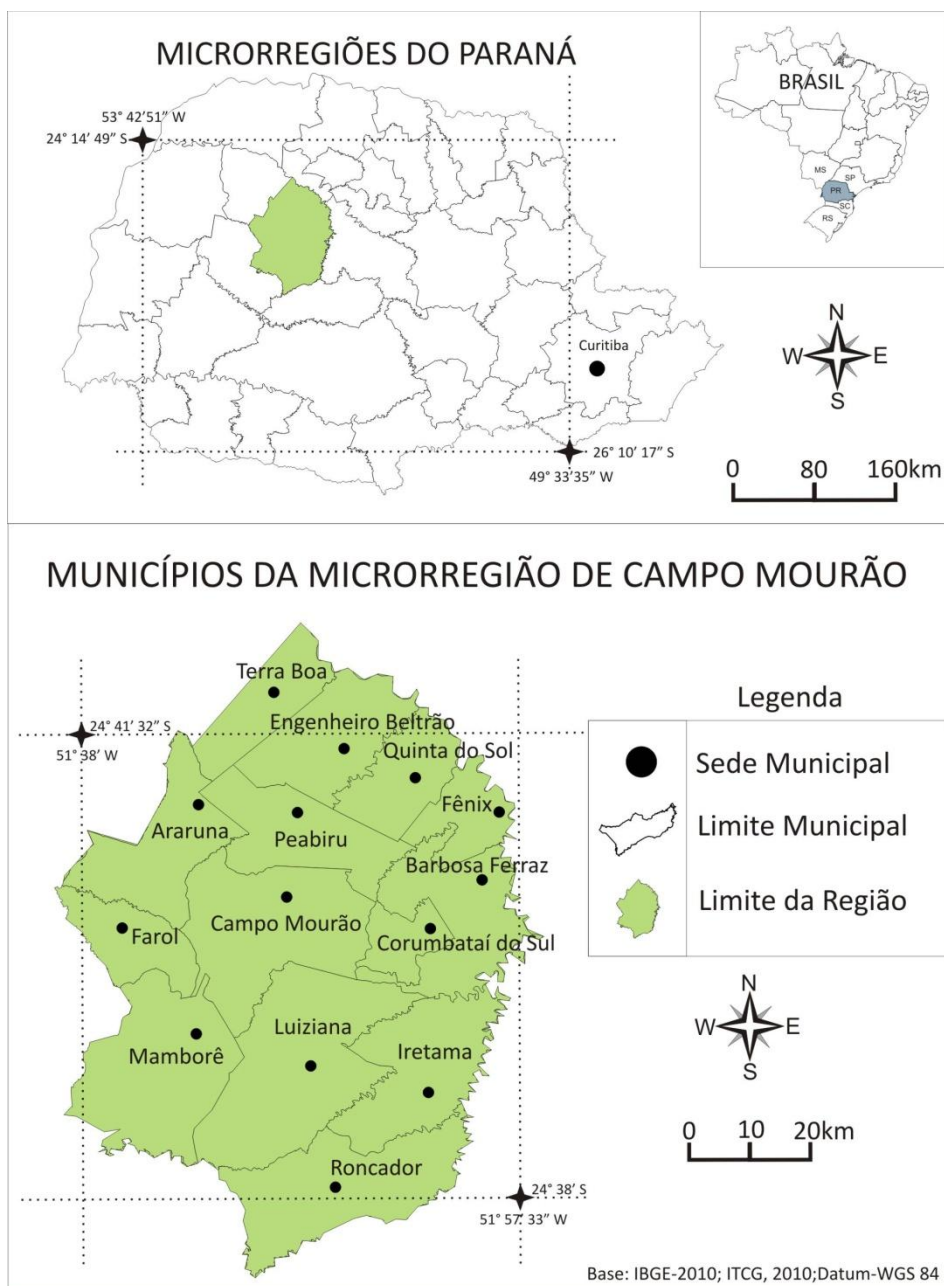 MICRORREGIÕES DO PARANÁ
53° 42'51'' W
24° 14' 49'' S
Curitiba
26° 10' 17'' S
49° 33'35'' W
BRASIL
MS
SP
PR
SC
RS
N
W
E
S
0 80 160km
MUNICÍPIOS DA MICRORREGIÃO DE CAMPO MOURÃO
Terra Boa
24° 41' 32'' S
51° 38' W
Engenheiro Beltrão
Quinta do Sol
Fênix
Araruna
Peabiru
Barbosa Ferraz
Campo Mourão
Farol
Corumbataí do Sul
Luiziana
Mamborê
Iretama
Roncador
24° 38' S
51° 57' 33'' W
Legenda
Sede Municipal
Limite Municipal
Limite da Região
N
W
E
S
0 10 20km
Base: IBGE-2010; ITCG, 2010;Datum-WGS 84